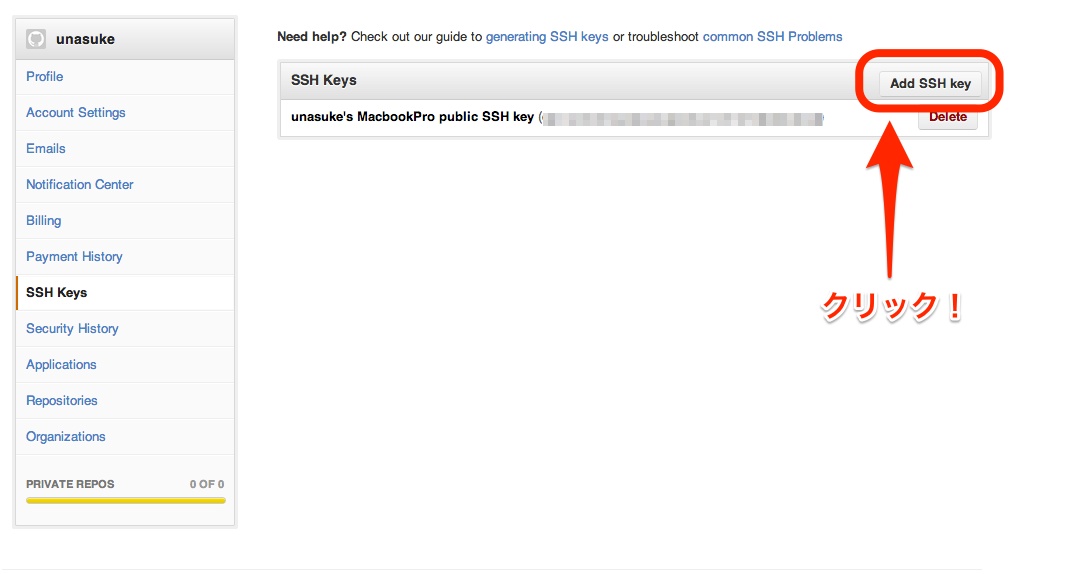 unasuke
Profile
Account Settings
Emails
Notification Center
Billing
Payment History
SSH Keys
Security History
Applications
Repositories
Organizations
PRIVATE REPOS 0 OF 0
Need help? Check out our guide to generating SSH keys or troubleshoot common SSH Problems
SSH Keys Add SSH key
unasuke's MacbookPro public SSH key ( ) Delete
クリック！